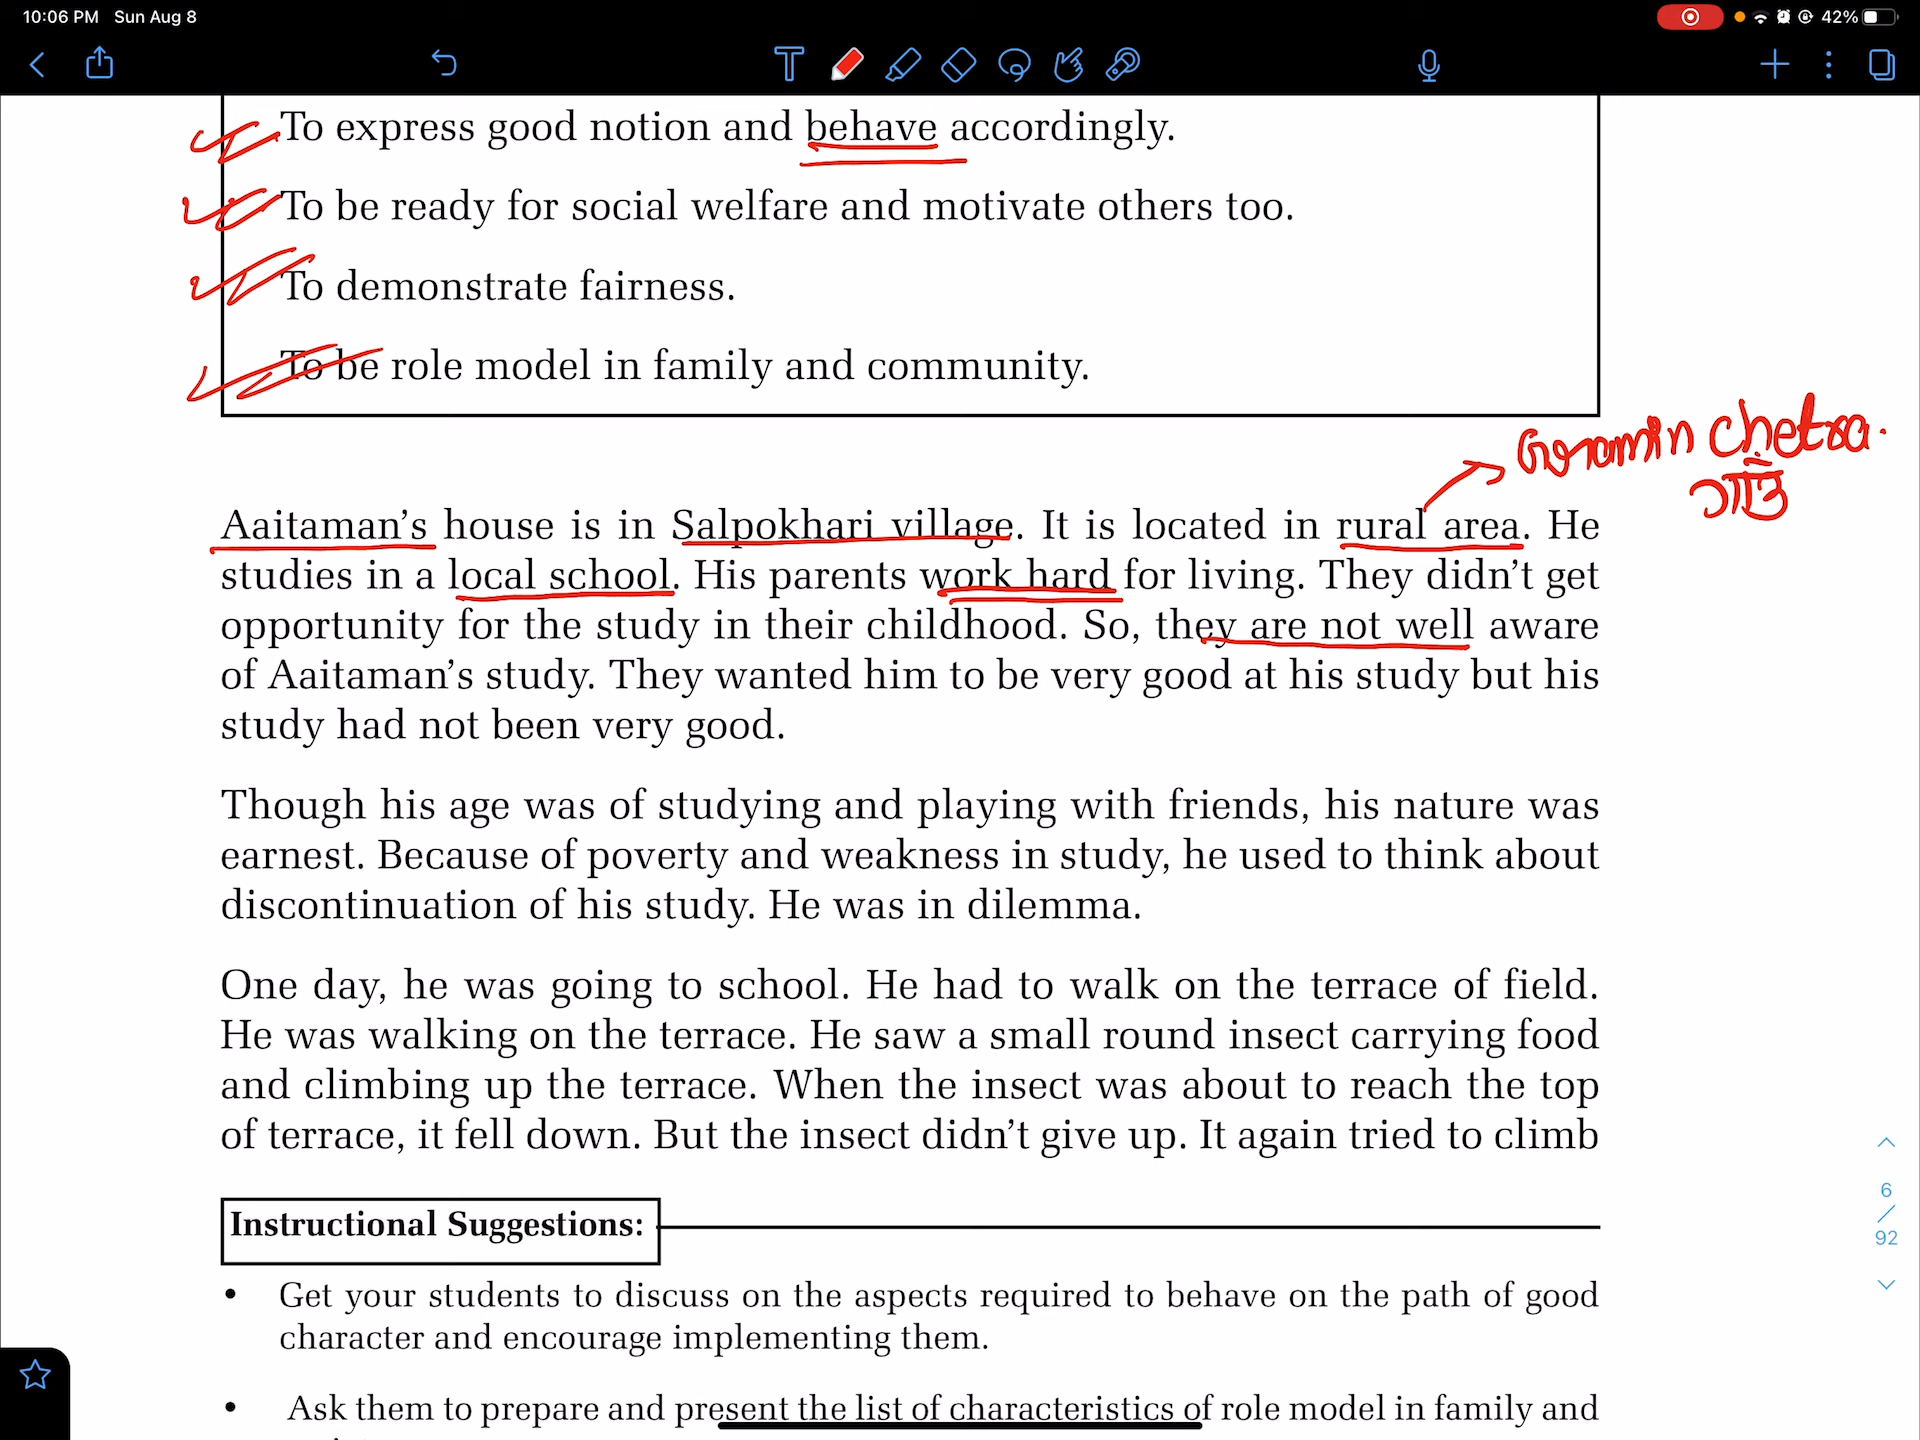 10:06 PM Sun Aug 8
42%
To express good notion and behave accordingly.
To be ready for social welfare and motivate others too.
To demonstrate fairness.
To be role model in family and community.
Gramin Chetra.
गाउँ
Aaitaman’s house is in Salpokhari village. It is located in rural area. He
studies in a local school. His parents work hard for living. They didn’t get
opportunity for the study in their childhood. So, they are not well aware
of Aaitaman’s study. They wanted him to be very good at his study but his
study had not been very good.
Though his age was of studying and playing with friends, his nature was
earnest. Because of poverty and weakness in study, he used to think about
discontinuation of his study. He was in dilemma.
One day, he was going to school. He had to walk on the terrace of field.
He was walking on the terrace. He saw a small round insect carrying food
and climbing up the terrace. When the insect was about to reach the top
of terrace, it fell down. But the insect didn’t give up. It again tried to climb
6
/
92
Instructional Suggestions:
• Get your students to discuss on the aspects required to behave on the path of good
character and encourage implementing them.
• Ask them to prepare and present the list of characteristics of role model in family and